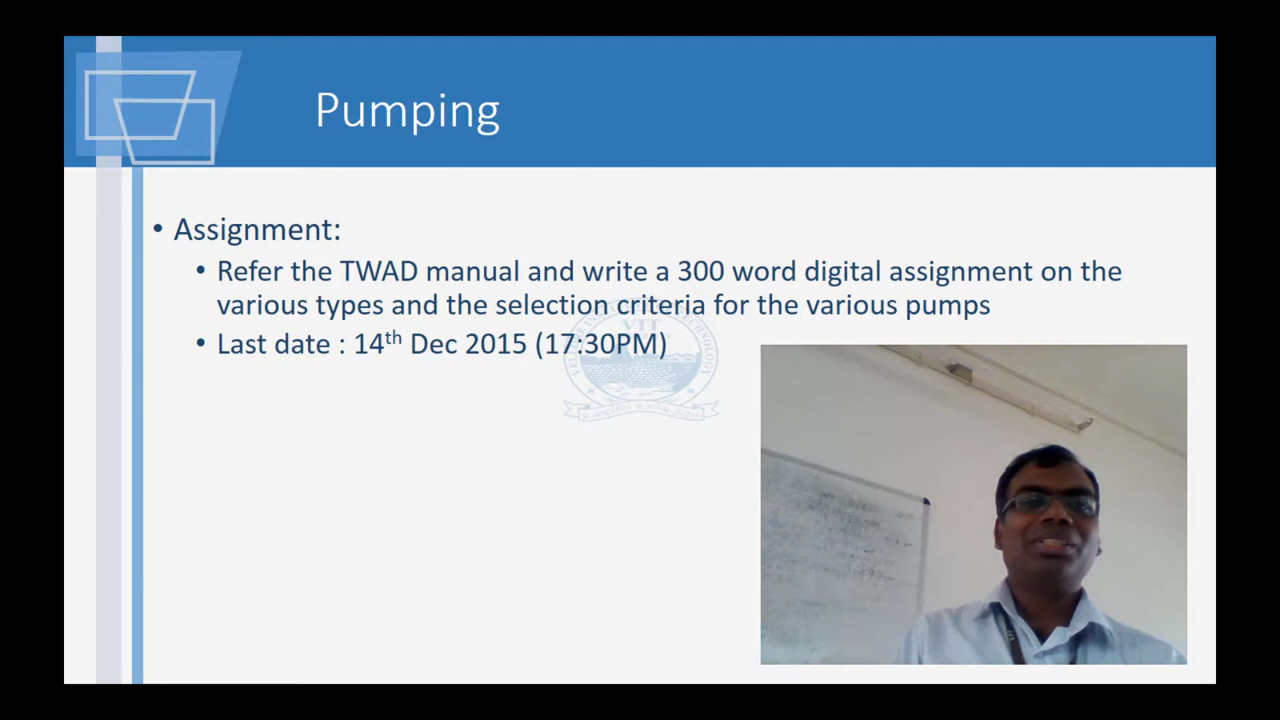 Pumping
• Assignment:
• Refer the TWAD manual and write a 300 word digital assignment on the
various types and the selection criteria for the various pumps
• Last date : 14th Dec 2015 (17:30PM)
VIT